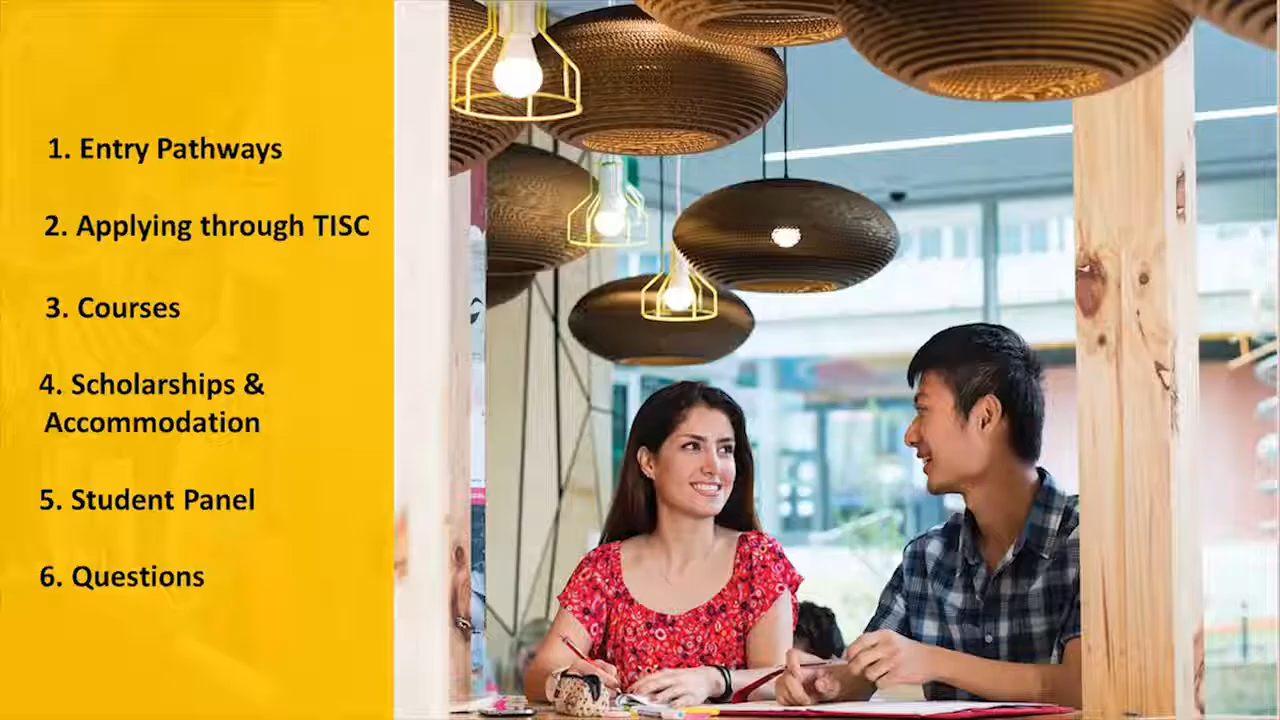 1. Entry Pathways
2. Applying through TISC
3. Courses
4. Scholarships &
Accommodation
5. Student Panel
6. Questions